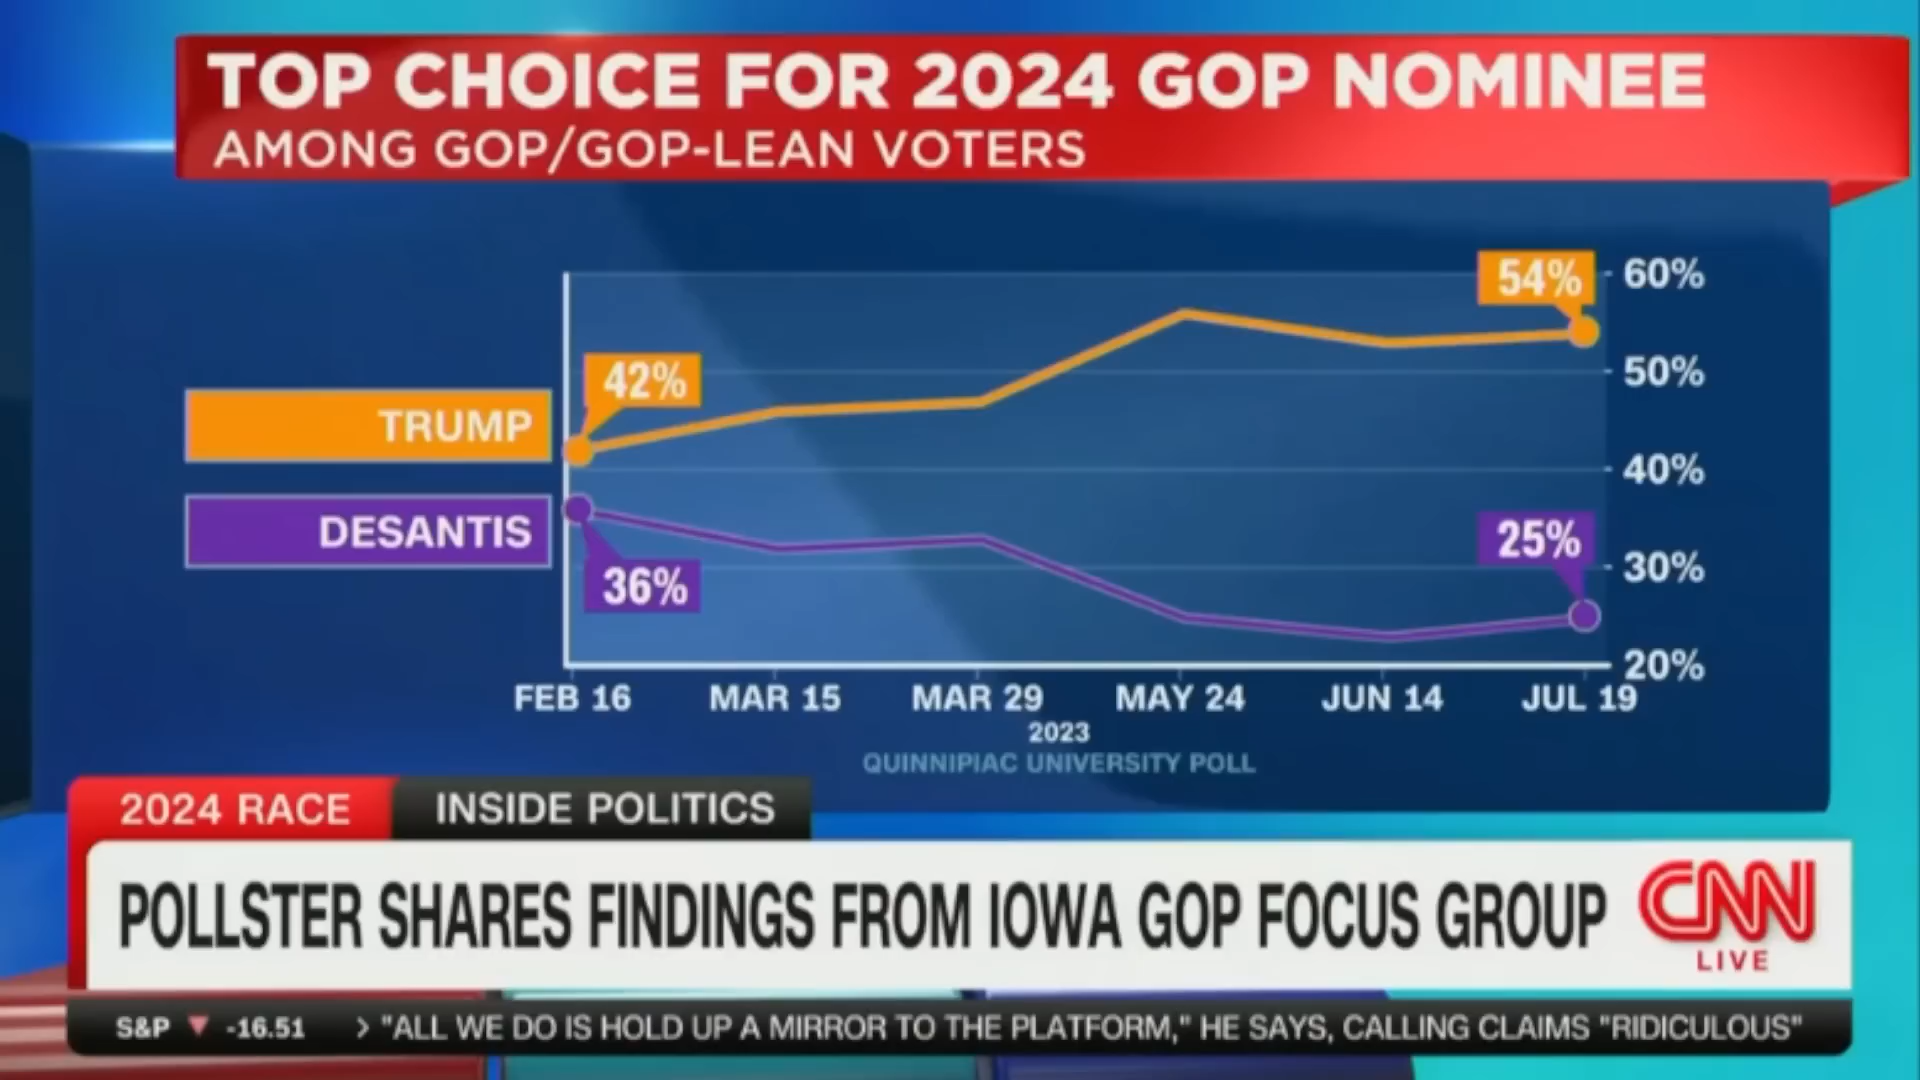 TOP CHOICE FOR 2024 GOP NOMINEE
AMONG GOP/GOP-LEAN VOTERS
54%
60%
42%
50%
TRUMP
40%
DESANTIS
36%
25%
30%
20%
FEB 16 MAR 15 MAR 29 MAY 24 JUN 14 JUL 19
2023
QUINNIPIAC UNIVERSITY POLL
2024 RACE INSIDE POLITICS
POLLSTER SHARES FINDINGS FROM IOWA GOP FOCUS GROUP
CNN
LIVE
S&P ▼ -16.51 > "ALL WE DO IS HOLD UP A MIRROR TO THE PLATFORM," HE SAYS, CALLING CLAIMS "RIDICULOUS"